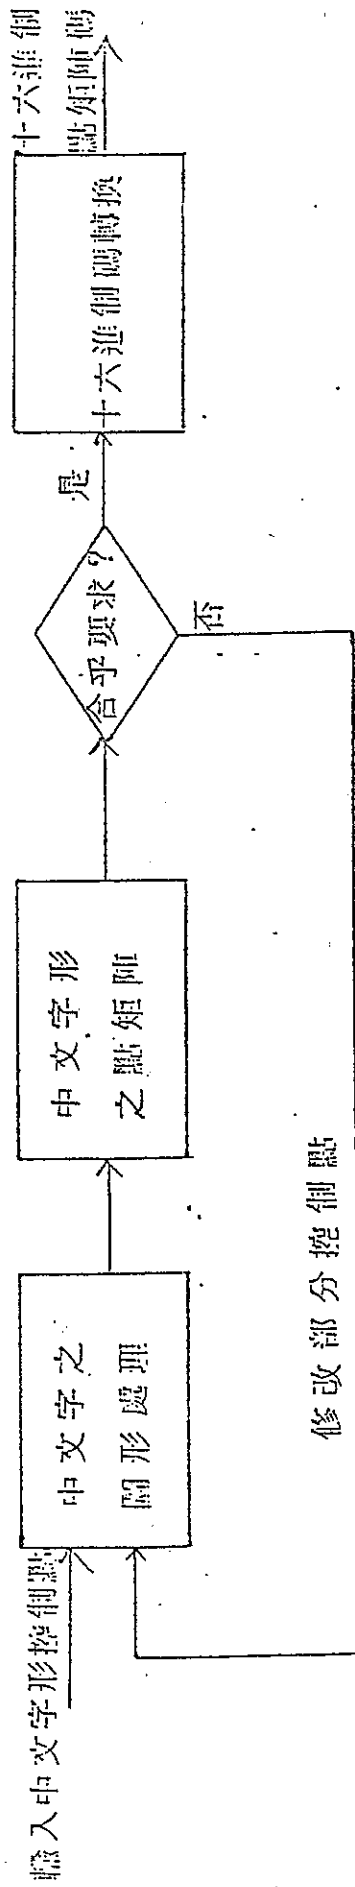 輸入中文字形控制點
中文字之
圖形處理
中文字形
之點矩陣
合乎要求?
是
否
十六進制碼轉換
十六進制
點矩陣碼
修改部分控制點